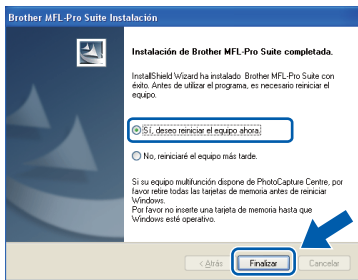 Brother MFL-Pro Suite Instalación
Instalación de Brother MFL-Pro Suite completada.
InstallShield Wizard ha instalado Brother MFL-Pro Suite con
éxito. Antes de utilizar el programa, es necesario reiniciar el
equipo.
Sí, deseo reiniciar el equipo ahora.
No, reiniciaré el equipo más tarde.
Si su equipo multifunción dispone de PhotoCapture Centre, por
favor retire todas las tarjetas de memoria antes de reiniciar
Windows.
Por favor no inserte una tarjeta de memoria hasta que
Windows esté operativo.
< Atrás
Finalizar
Cancelar